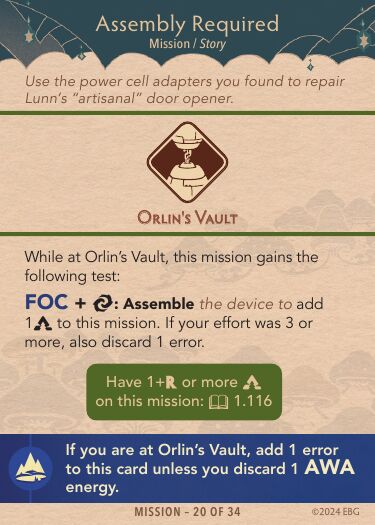 Assembly Required
Mission / Story
Use the power cell adapters you found to repair
Lunn's "artisanal" door opener.
Orlin's Vault
While at Orlin's Vault, this mission gains the
following test:
FOC + : Assemble the device to add
1 to this mission. If your effort was 3 or
more, also discard 1 error.
Have 1+R or more
on this mission: 1.116
If you are at Orlin's Vault, add 1 error
to this card unless you discard 1 AWA
energy.
MISSION – 20 OF 34
©2024 EBG